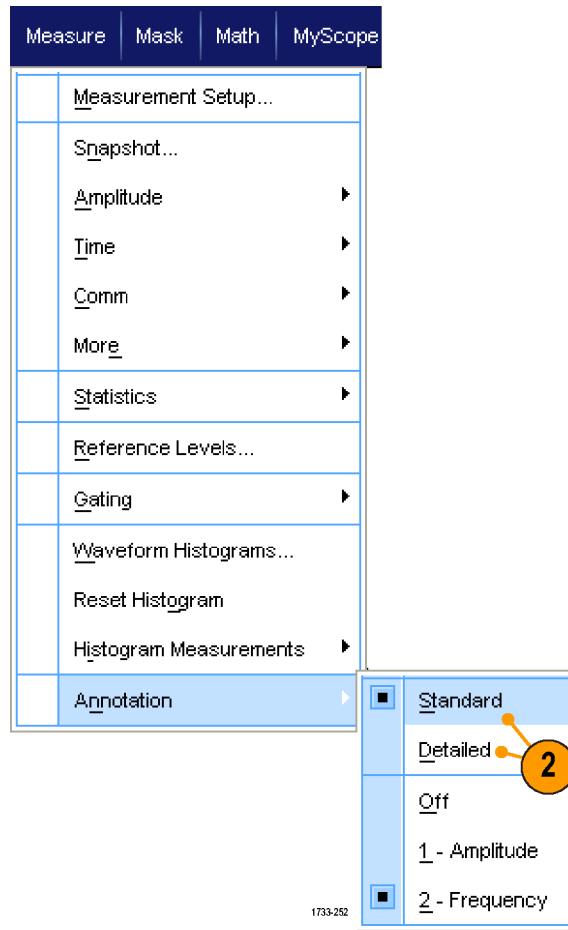 Measure Mask Math MyScope
Measurement Setup...
Snapshot...
Amplitude
Time
Comm
More
Statistics
Reference Levels...
Gating
Waveform Histograms...
Reset Histogram
Histogram Measurements
Annotation
Standard
Detailed
2
Off
1 - Amplitude
2 - Frequency
1733-252